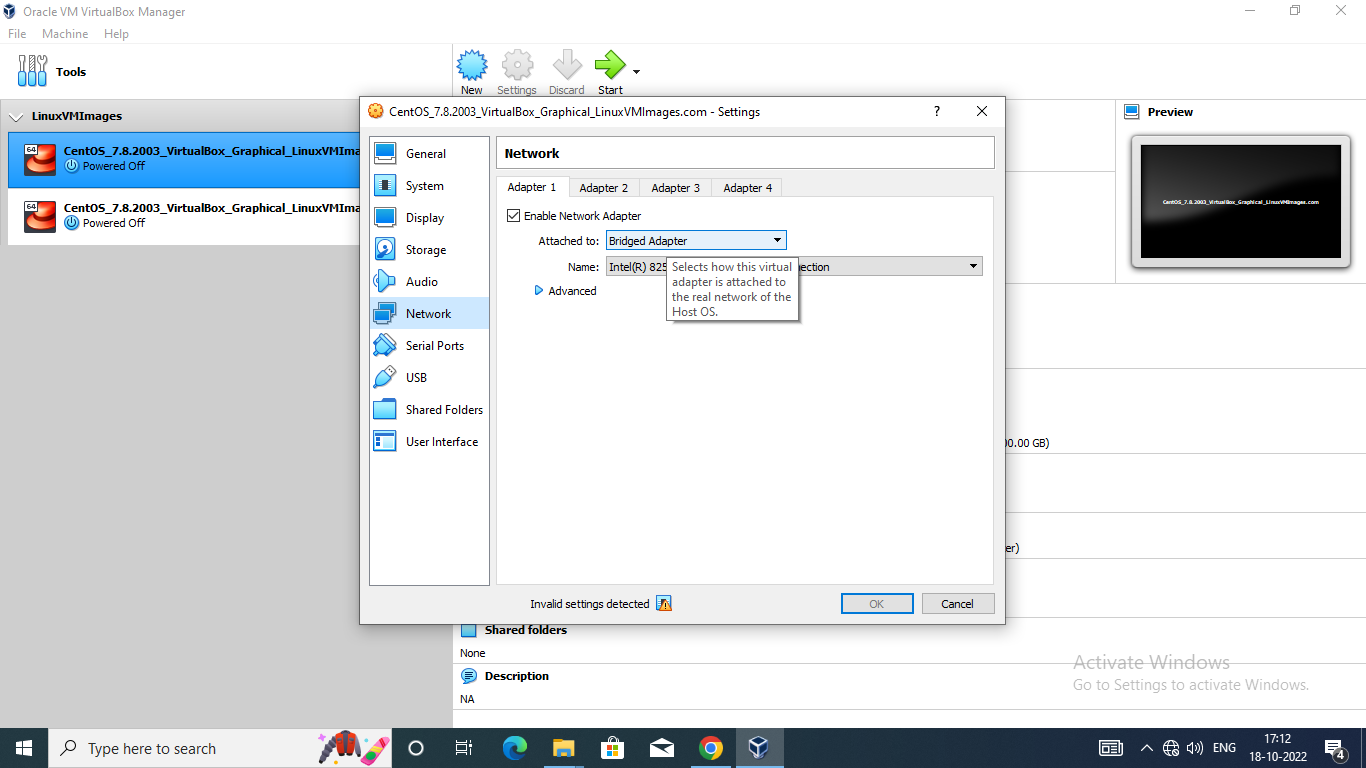 Oracle VM VirtualBox Manager
File Machine Help
Tools
New Settings Discard Start
LinuxVMImages
64
CentOS_7.8.2003_VirtualBox_Graphical_LinuxVMIma
Powered Off
64
CentOS_7.8.2003_VirtualBox_Graphical_LinuxVMIma
Powered Off
CentOS_7.8.2003_VirtualBox_Graphical_LinuxVMImages.com - Settings
?
General
System
Display
Storage
Audio
Network
Serial Ports
USB
Shared Folders
User Interface
Network
Adapter 1 Adapter 2 Adapter 3 Adapter 4
Enable Network Adapter
Attached to: Bridged Adapter
Name: Intel(R) 825
Selects how this virtual
adapter is attached to
the real network of the
Host OS.
Advanced
Invalid settings detected
OK Cancel
Preview
CentOS_7.8.2003_VirtualBox_Graphical_LinuxVMImages.com
00 GB)
er)
Shared folders
None
Description
NA
Activate Windows
Go to Settings to activate Windows.
Type here to search
ENG
17:12
18-10-2022
4